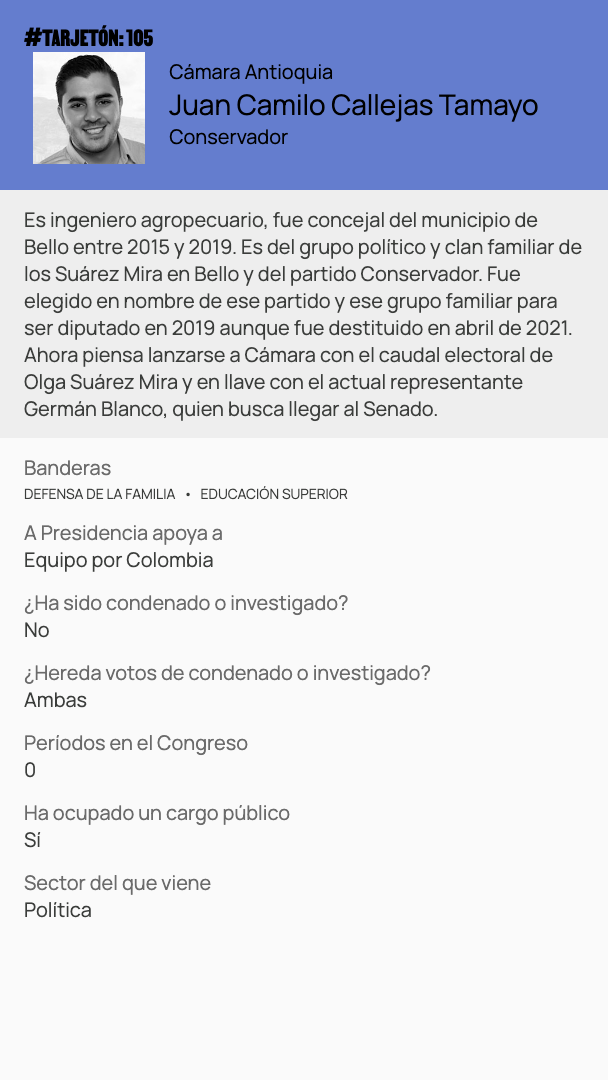 #TARJETÓN: 105
Cámara Antioquia
Juan Camilo Callejas Tamayo
Conservador
Es ingeniero agropecuario, fue concejal del municipio de
Bello entre 2015 y 2019. Es del grupo político y clan familiar de
los Suárez Mira en Bello y del partido Conservador. Fue
elegido en nombre de ese partido y ese grupo familiar para
ser diputado en 2019 aunque fue destituido en abril de 2021.
Ahora piensa lanzarse a Cámara con el caudal electoral de
Olga Suárez Mira y en llave con el actual representante
Germán Blanco, quien busca llegar al Senado.
Banderas
DEFENSA DE LA FAMILIA • EDUCACIÓN SUPERIOR
A Presidencia apoya a
Equipo por Colombia
¿Ha sido condenado o investigado?
No
¿Hereda votos de condenado o investigado?
Ambas
Períodos en el Congreso
0
Ha ocupado un cargo público
Sí
Sector del que viene
Política